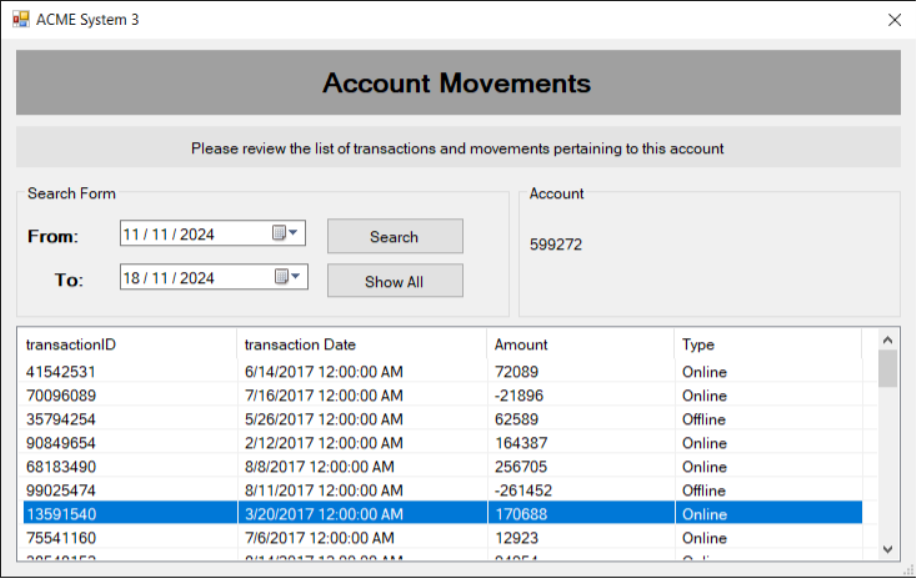 ACME System 3
Account Movements
Please review the list of transactions and movements pertaining to this account
Search Form
From: 11 / 11 / 2024 Search
To: 18 / 11 / 2024 Show All
Account
599272
transactionID transaction Date Amount Type
41542531 6/14/2017 12:00:00 AM 72089 Online
70096089 7/16/2017 12:00:00 AM -21896 Online
35794254 5/26/2017 12:00:00 AM 62589 Offline
90849654 2/12/2017 12:00:00 AM 164387 Online
68183490 8/8/2017 12:00:00 AM 256705 Online
99025474 8/11/2017 12:00:00 AM -261452 Offline
13591540 3/20/2017 12:00:00 AM 170688 Online
75541160 7/6/2017 12:00:00 AM 12923 Online